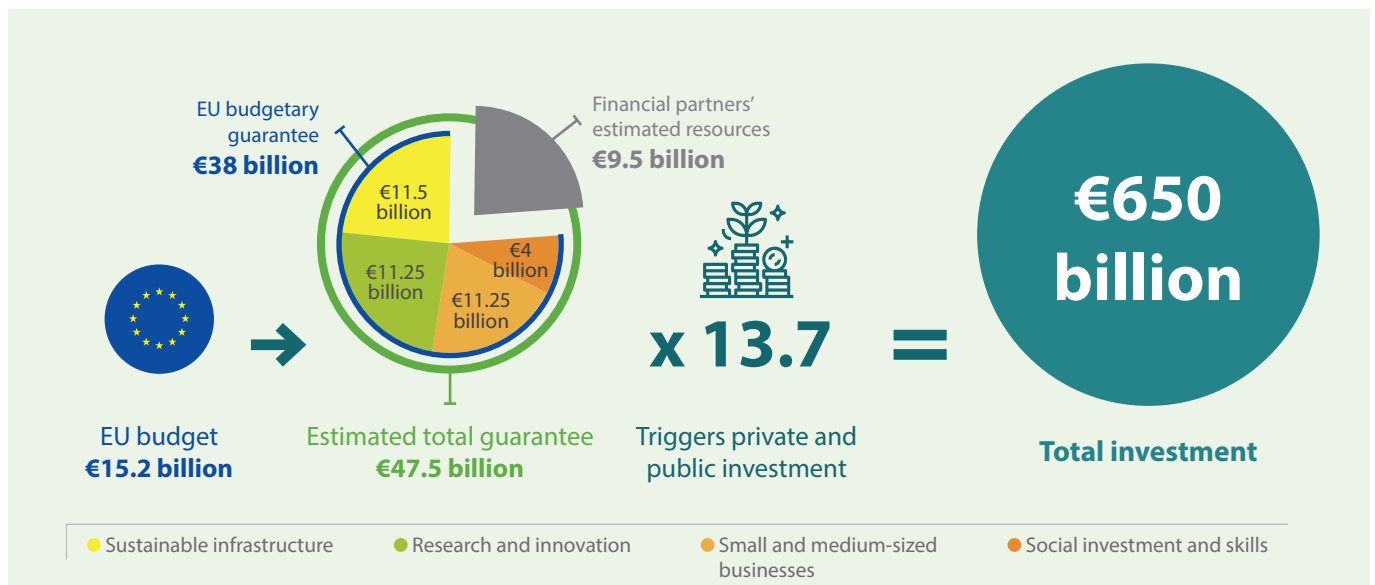 EU budgetary
guarantee
€38 billion
Financial partners’
estimated resources
€9.5 billion
€11.5
billion
€11.25
billion
€11.25
billion
€4
billion
x 13.7
=
€650
billion
EU budget
€15.2 billion
Estimated total guarantee
€47.5 billion
Triggers private and
public investment
Total investment
Sustainable infrastructure
Research and innovation
Small and medium-sized
businesses
Social investment and skills